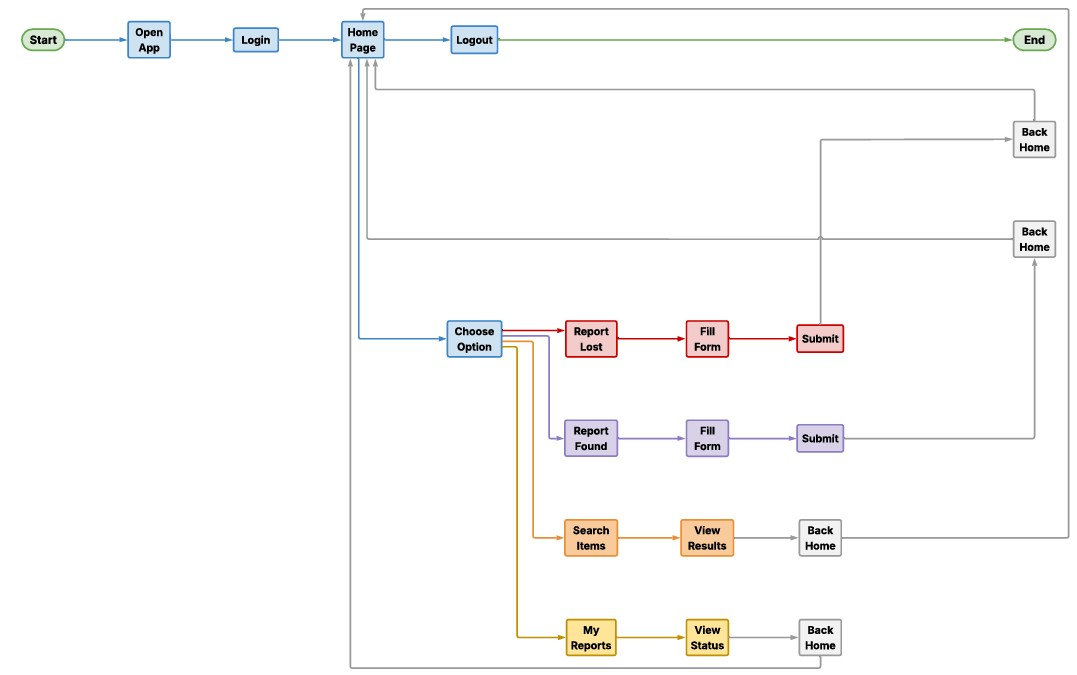 Start
Open
App
Login
Home
Page
Logout
End
Back
Home
Back
Home
Choose
Option
Report
Lost
Fill
Form
Submit
Report
Found
Fill
Form
Submit
Search
Items
View
Results
Back
Home
My
Reports
View
Status
Back
Home